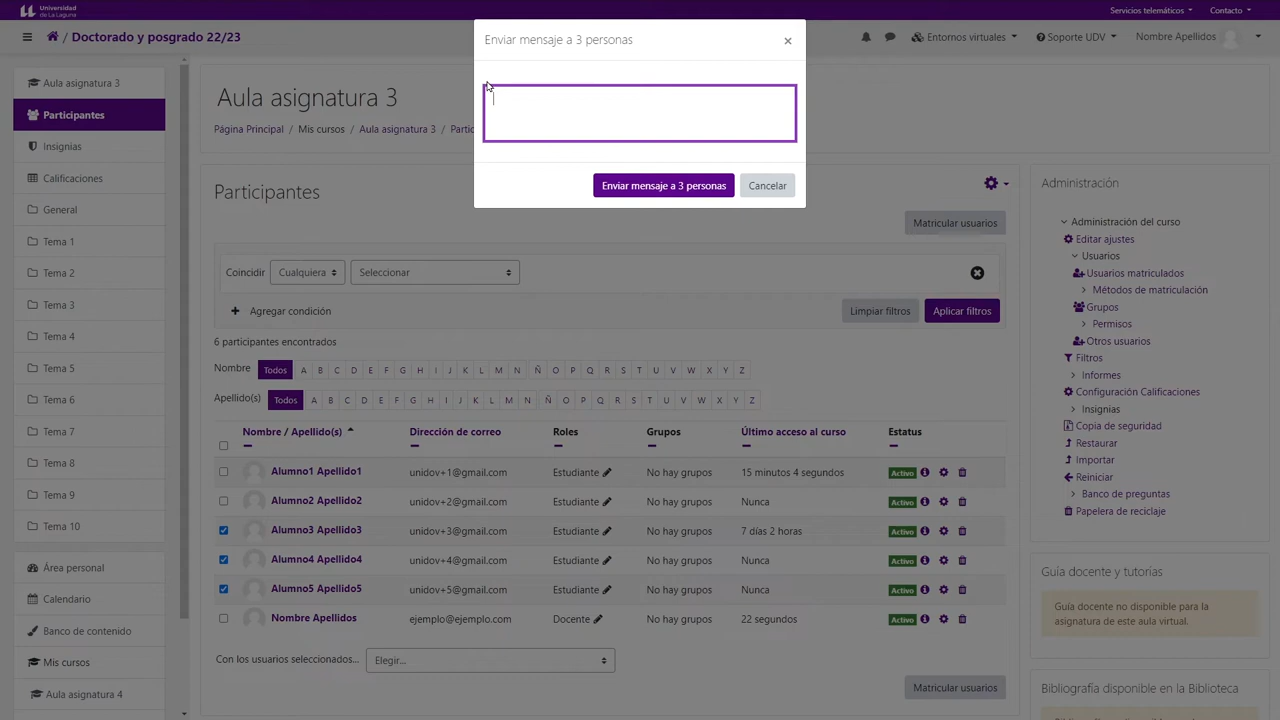 Universidad
de La Laguna
Servicios telemáticos
Contacto
Doctorado y posgrado 22/23
Entornos virtuales
Soporte UDV
Nombre Apellidos
Enviar mensaje a 3 personas
×
Enviar mensaje a 3 personas
Cancelar
Aula asignatura 3
Participantes
Insignias
Calificaciones
General
Tema 1
Tema 2
Tema 3
Tema 4
Tema 5
Tema 6
Tema 7
Tema 8
Tema 9
Tema 10
Área personal
Calendario
Banco de contenido
Mis cursos
Aula asignatura 4
Aula asignatura 3
Página Principal / Mis cursos / Aula asignatura 3 /
Participantes
Matricular usuarios
Coincidir Cualquiera Seleccionar
Agregar condición
Limpiar filtros
Aplicar filtros
6 participantes encontrados
Nombre Todos A B C D E F G H I J K L M N Ñ O P Q R S T U V W X Y Z
Apellido(s) Todos A B C D E F G H I J K L M N Ñ O P Q R S T U V W X Y Z
Nombre / Apellido(s) Dirección de correo Roles Grupos Último acceso al curso Estatus
Alumno1 Apellido1 unidov+1@gmail.com Estudiante No hay grupos 15 minutos 4 segundos Activo
Alumno2 Apellido2 unidov+2@gmail.com Estudiante No hay grupos Nunca Activo
Alumno3 Apellido3 unidov+3@gmail.com Estudiante No hay grupos 7 días 2 horas Activo
Alumno4 Apellido4 unidov+4@gmail.com Estudiante No hay grupos Nunca Activo
Alumno5 Apellido5 unidov+5@gmail.com Estudiante No hay grupos Nunca Activo
Nombre Apellidos ejemplo@ejemplo.com Docente No hay grupos 22 segundos Activo
Con los usuarios seleccionados... Elegir...
Matricular usuarios
Administración
Administración del curso
Editar ajustes
Usuarios
Usuarios matriculados
Métodos de matriculación
Grupos
Permisos
Otros usuarios
Filtros
Informes
Configuración Calificaciones
Insignias
Copia de seguridad
Restaurar
Importar
Reiniciar
Banco de preguntas
Papelera de reciclaje
Guía docente y tutorias
Guía docente no disponible para la
asignatura de este aula virtual.
Bibliografía disponible en la Biblioteca